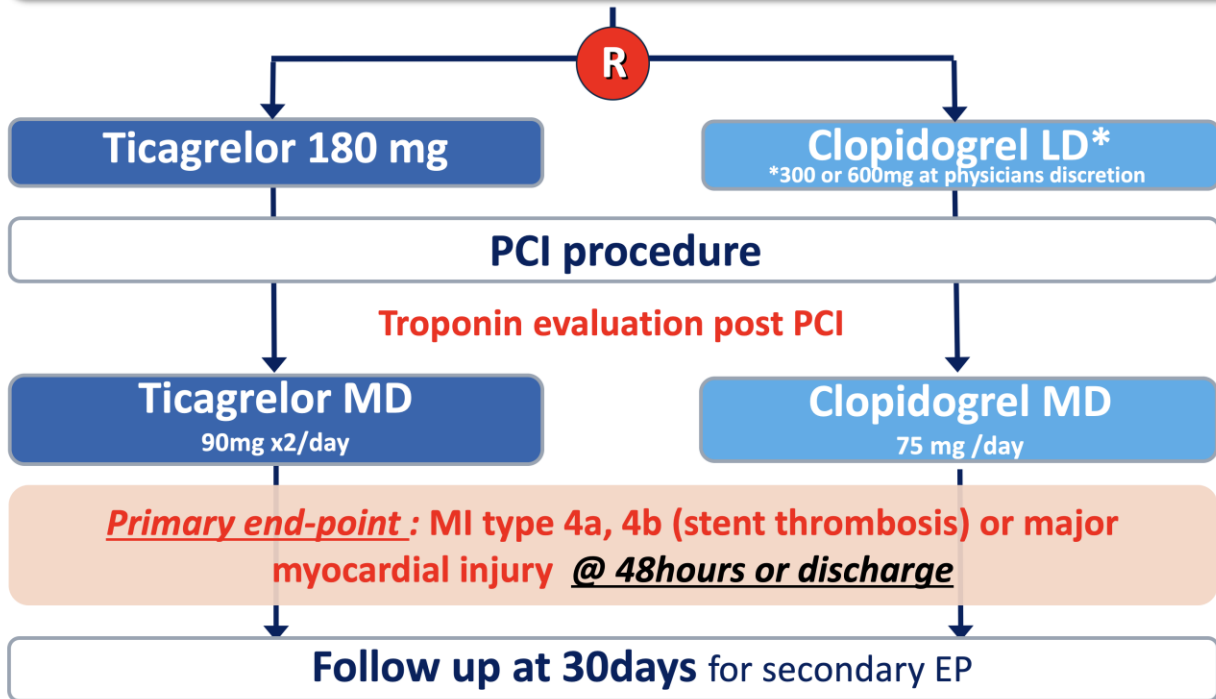 R
Ticagrelor 180 mg
Clopidogrel LD*
*300 or 600mg at physicians discretion
PCI procedure
Troponin evaluation post PCI
Ticagrelor MD
90mg x2/day
Clopidogrel MD
75 mg /day
Primary end-point : MI type 4a, 4b (stent thrombosis) or major
myocardial injury @ 48hours or discharge
Follow up at 30days for secondary EP